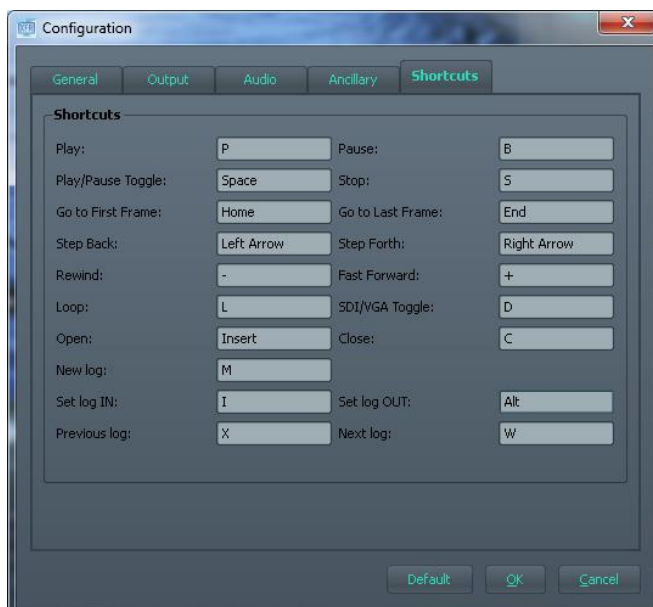 Configuration
General Output Audio Ancillary Shortcuts
Shortcuts
Play: P Pause: B
Play/Pause Toggle: Space Stop: S
Go to First Frame: Home Go to Last Frame: End
Step Back: Left Arrow Step Forth: Right Arrow
Rewind: - Fast Forward: +
Loop: L SDI/VGA Toggle: D
Open: Insert Close: C
New log: M
Set log IN: I Set log OUT: Alt
Previous log: X Next log: W
Default OK Cancel